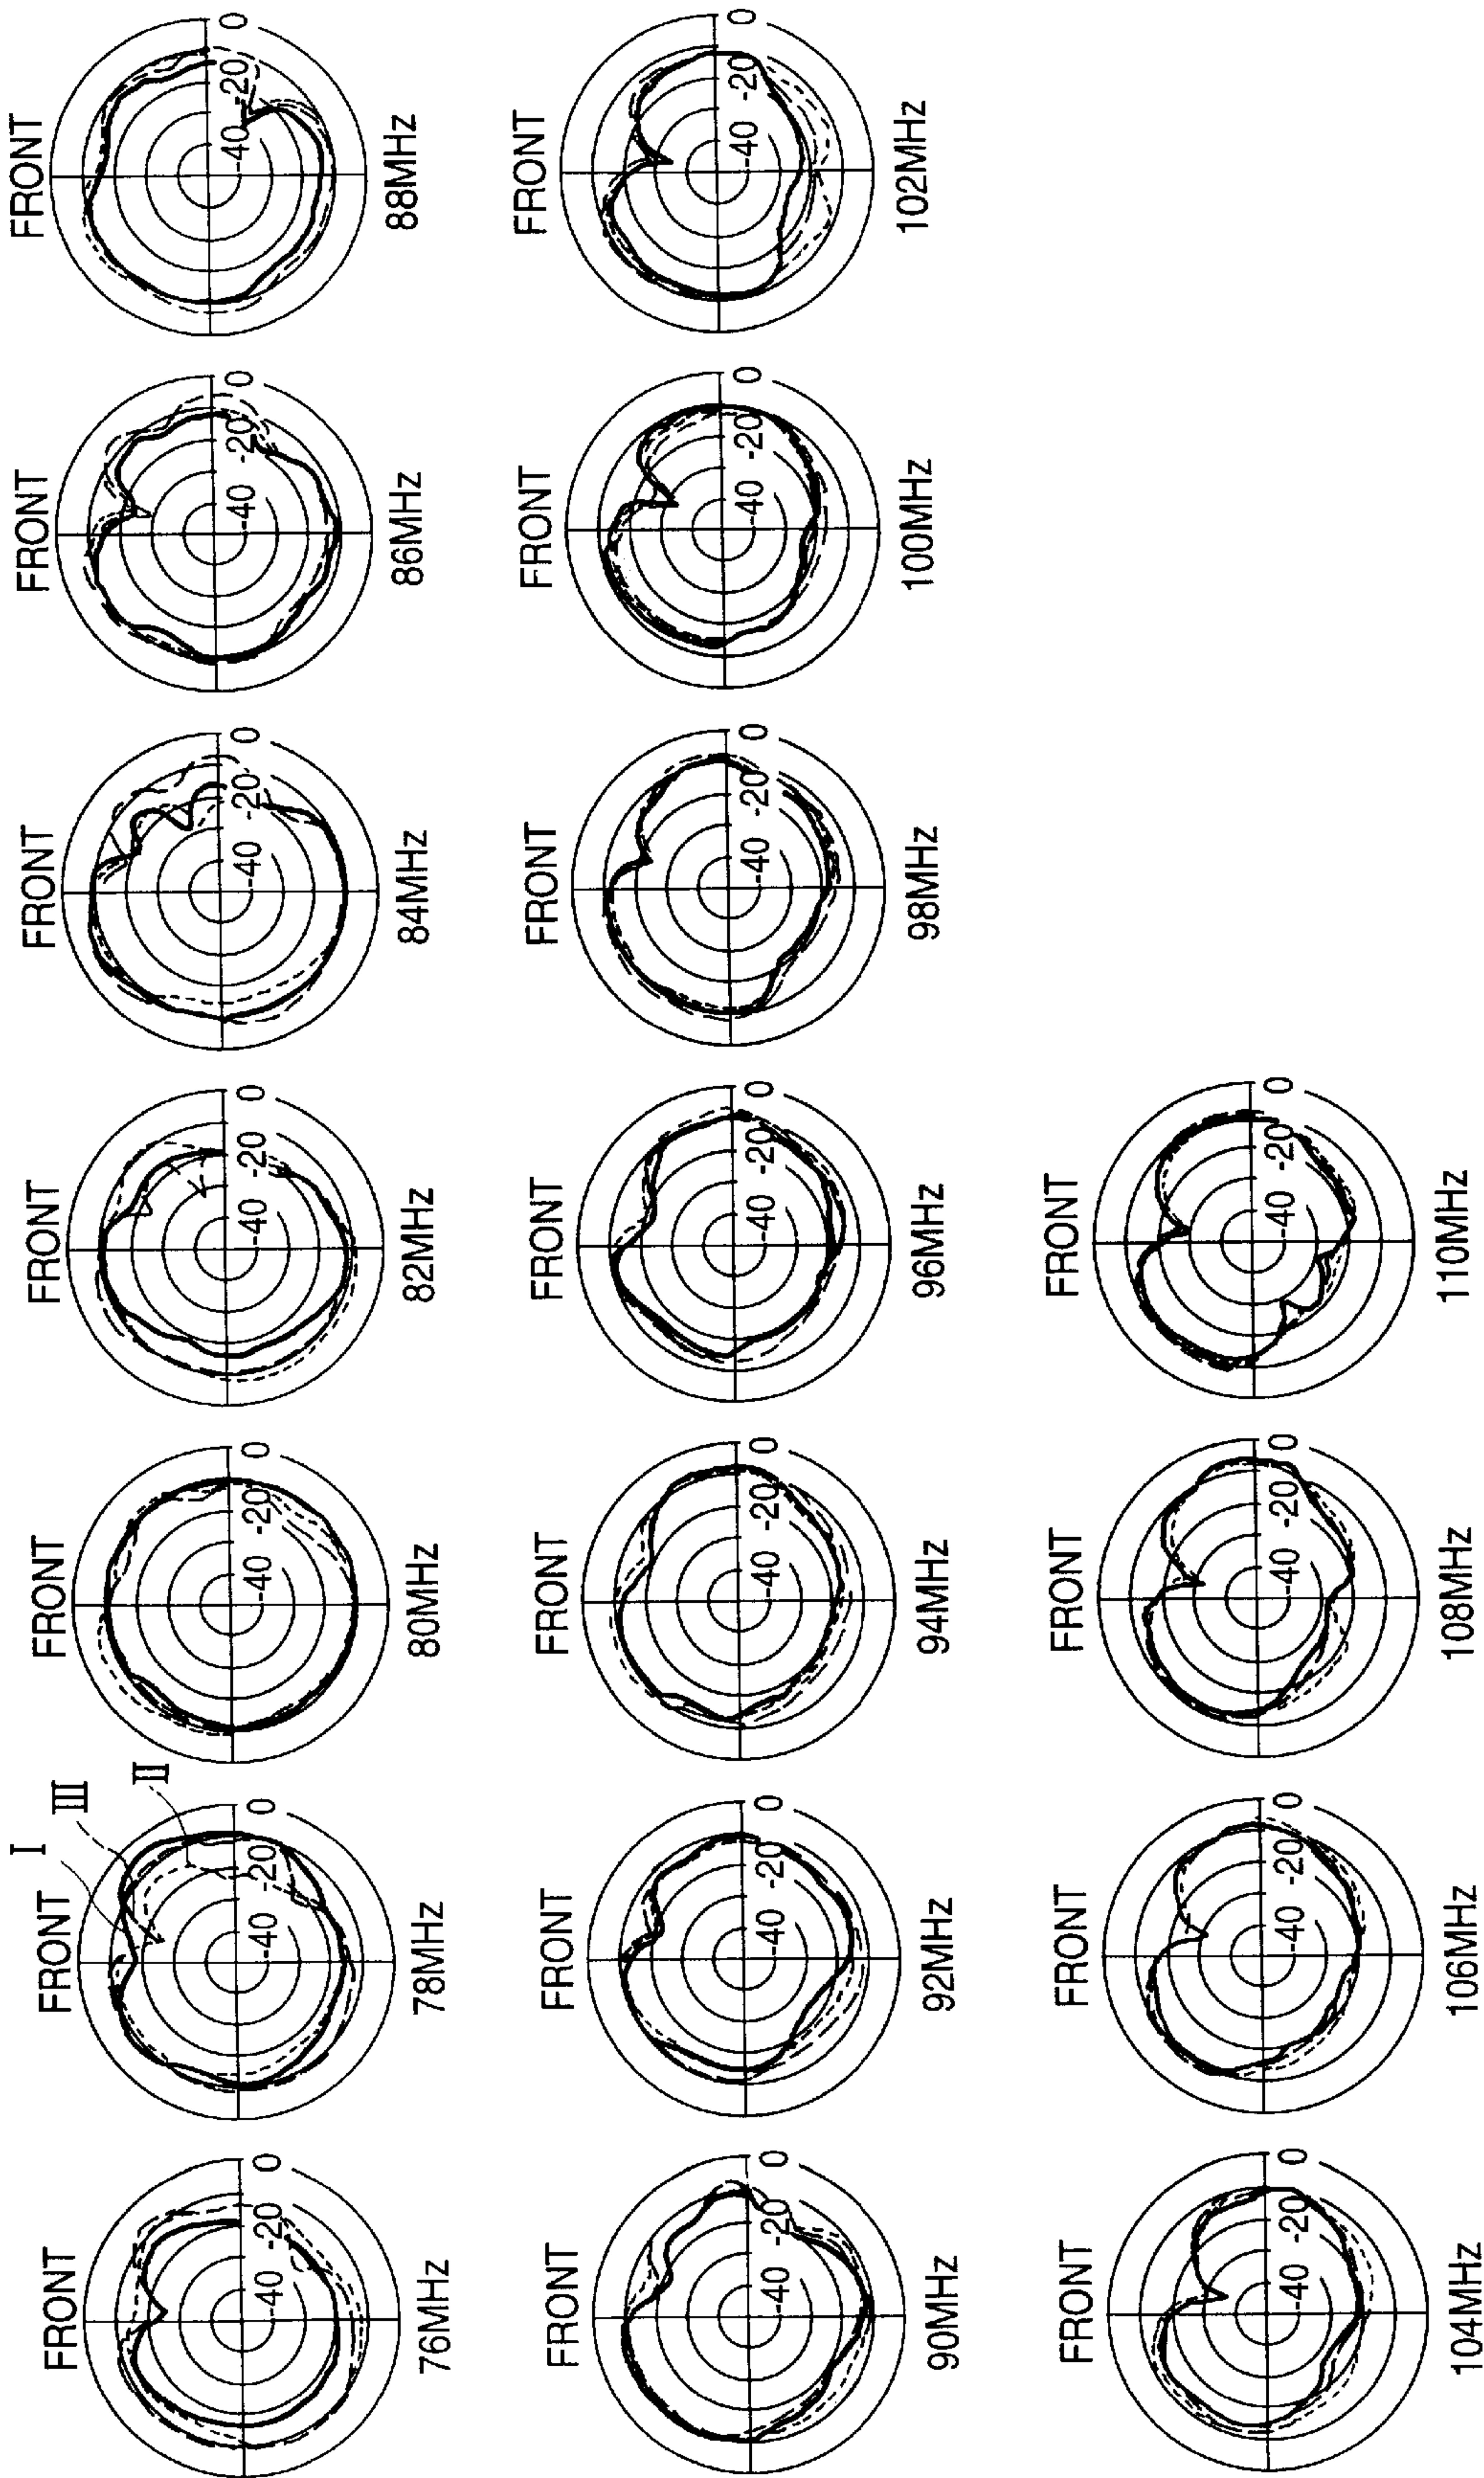 FRONT
0
-20
-40
76MHz
FRONT
I
III
II
0
-20
-40
78MHz
FRONT
0
-20
-40
80MHz
FRONT
0
-20
-40
82MHz
FRONT
0
-20
-40
84MHz
FRONT
0
-20
-40
86MHz
FRONT
0
-20
-40
88MHz
FRONT
0
-20
-40
90MHz
FRONT
0
-20
-40
92MHz
FRONT
0
-20
-40
94MHz
FRONT
0
-20
-40
96MHz
FRONT
0
-20
-40
98MHz
FRONT
0
-20
-40
100MHz
FRONT
0
-20
-40
102MHz
FRONT
0
-20
-40
104MHz
FRONT
0
-20
-40
106MHz
FRONT
0
-20
-40
108MHz
FRONT
0
-20
-40
110MHz